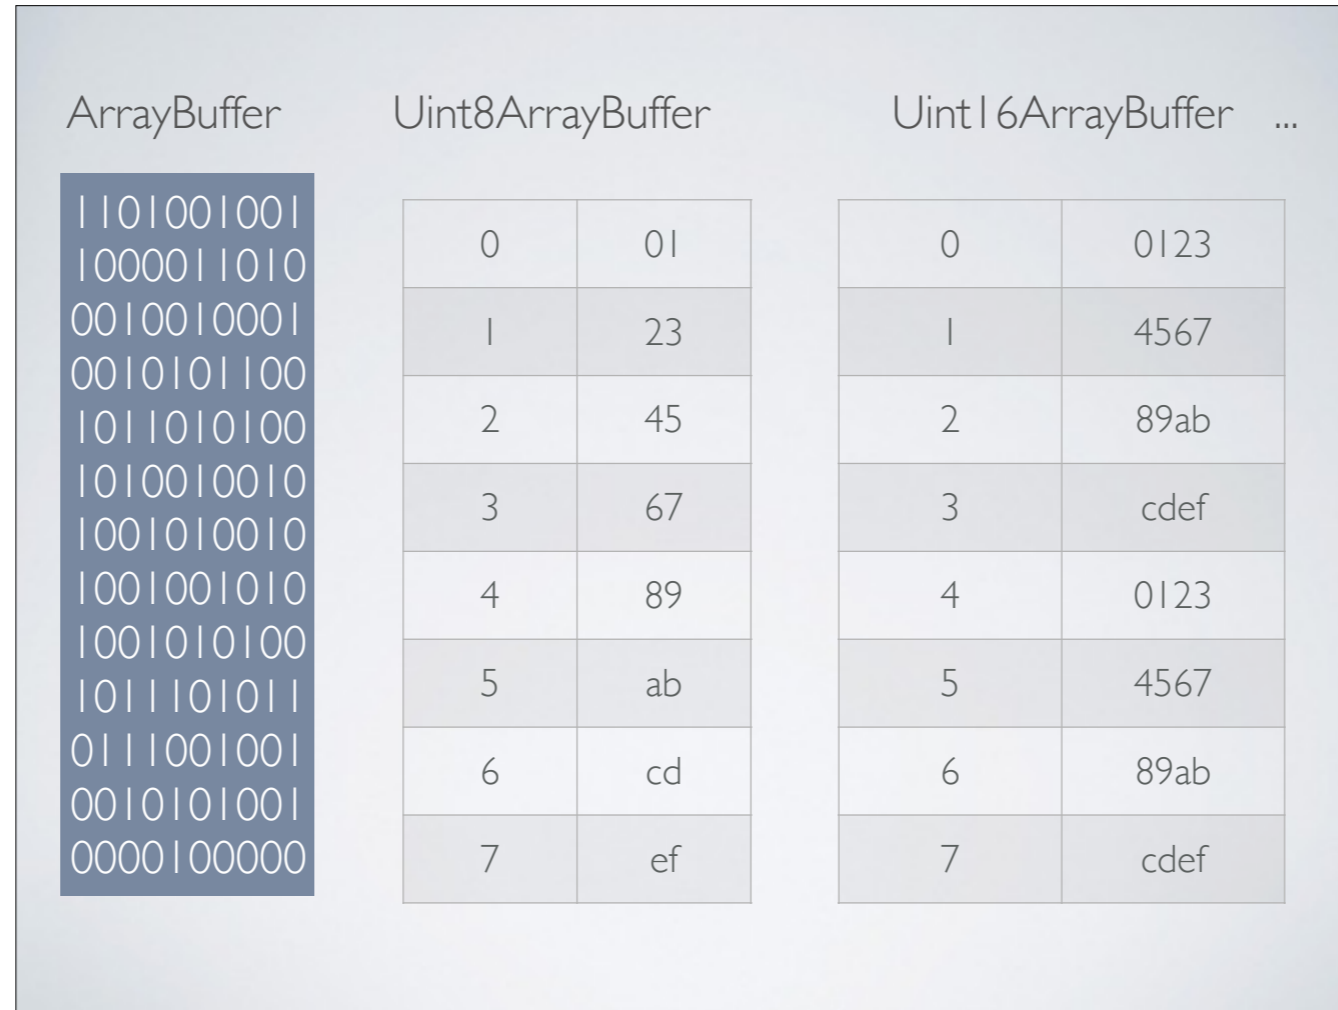 ArrayBuffer Uint8ArrayBuffer Uint16ArrayBuffer ...
1101001001
1000011010
0010010001
0010101100
1011010100
1010010010
1001010010
1001001010
1001010100
1011101011
0111001001
0010101001
0000100000
0 01
1 23
2 45
3 67
4 89
5 ab
6 cd
7 ef
0 0123
1 4567
2 89ab
3 cdef
4 0123
5 4567
6 89ab
7 cdef